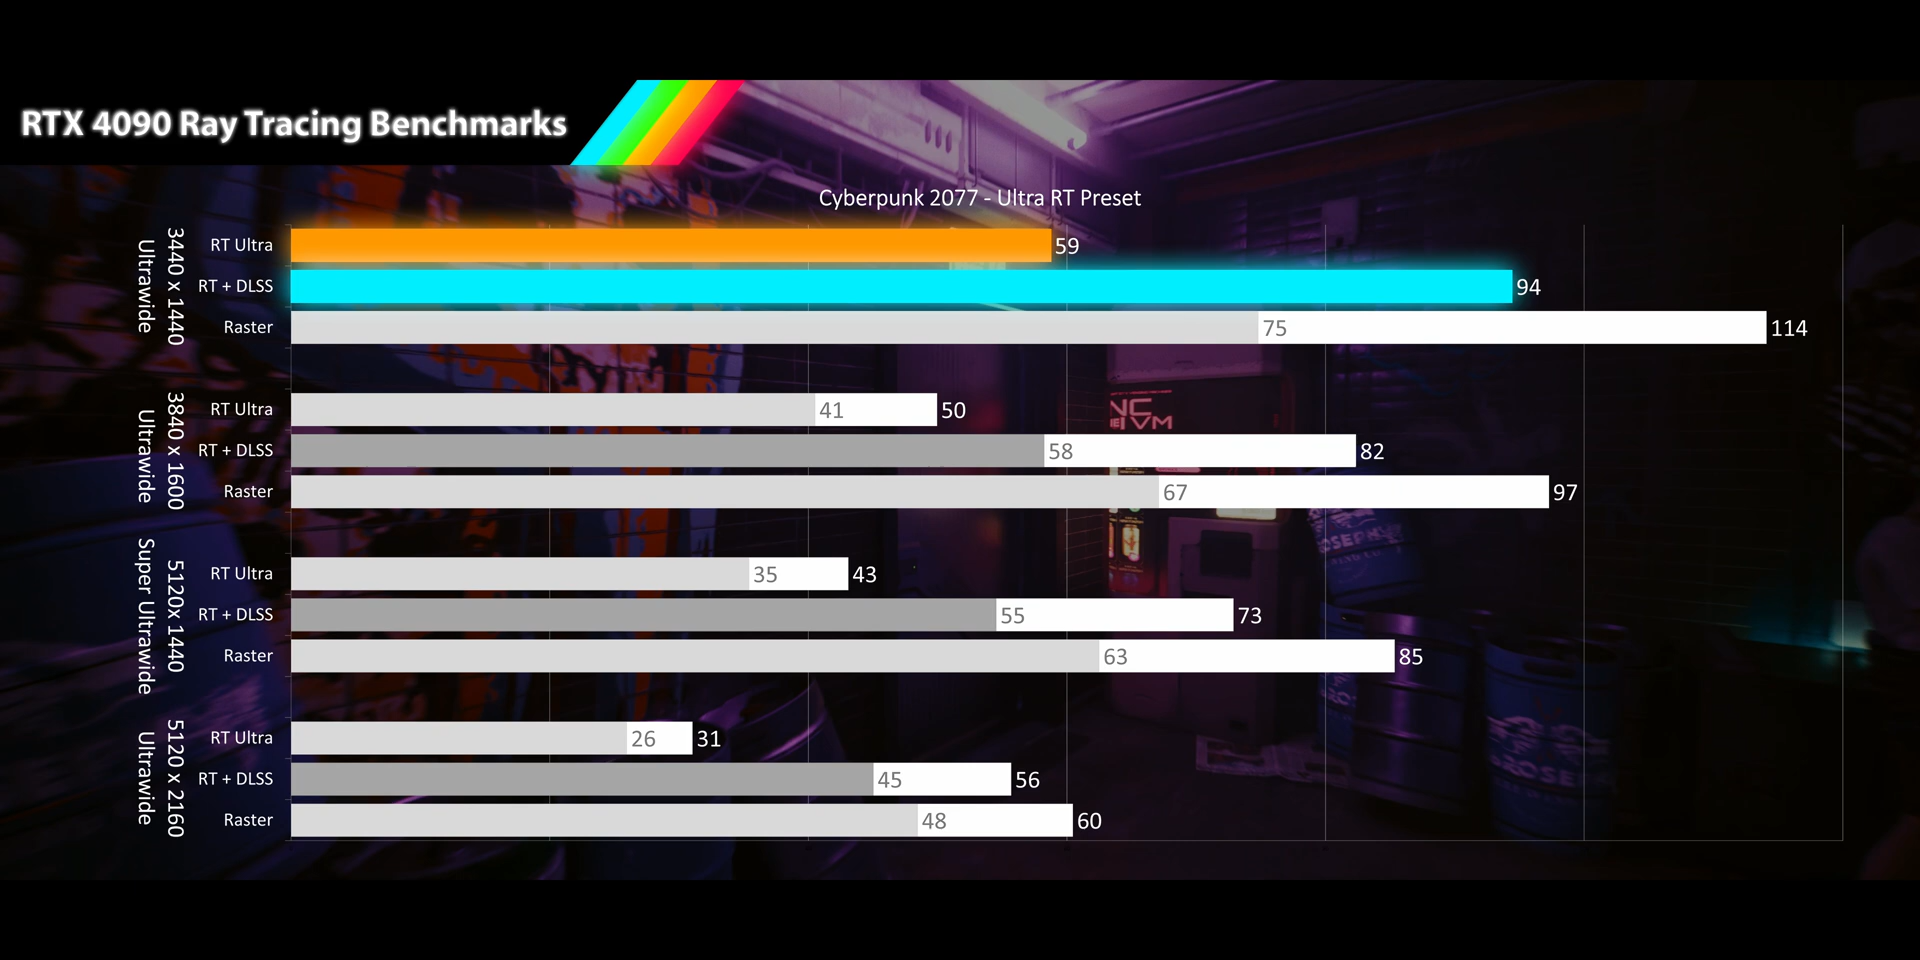 RTX 4090 Ray Tracing Benchmarks
Cyberpunk 2077 - Ultra RT Preset
3440 x 1440
Ultrawide
RT Ultra 59
RT + DLSS 94
Raster 75 114
3840 x 1600
Ultrawide
RT Ultra 41 50
RT + DLSS 58 82
Raster 67 97
5120x 1440
Super Ultrawide
RT Ultra 35 43
RT + DLSS 55 73
Raster 63 85
5120 x 2160
Ultrawide
RT Ultra 26 31
RT + DLSS 45 56
Raster 48 60